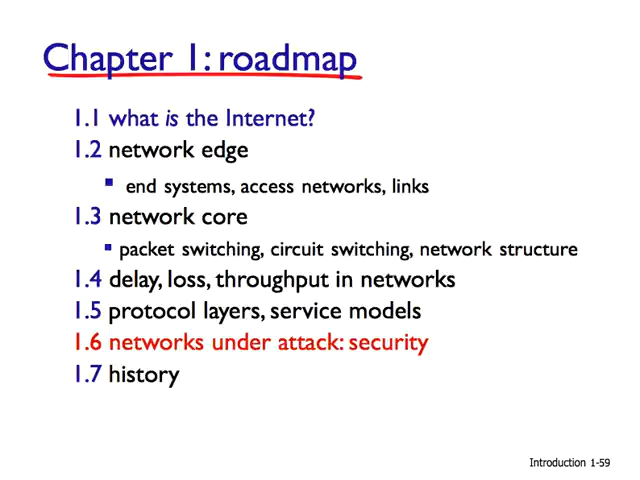 Chapter 1: roadmap
1.1 what is the Internet?
1.2 network edge
▪ end systems, access networks, links
1.3 network core
▪ packet switching, circuit switching, network structure
1.4 delay, loss, throughput in networks
1.5 protocol layers, service models
1.6 networks under attack: security
1.7 history
Introduction 1-59